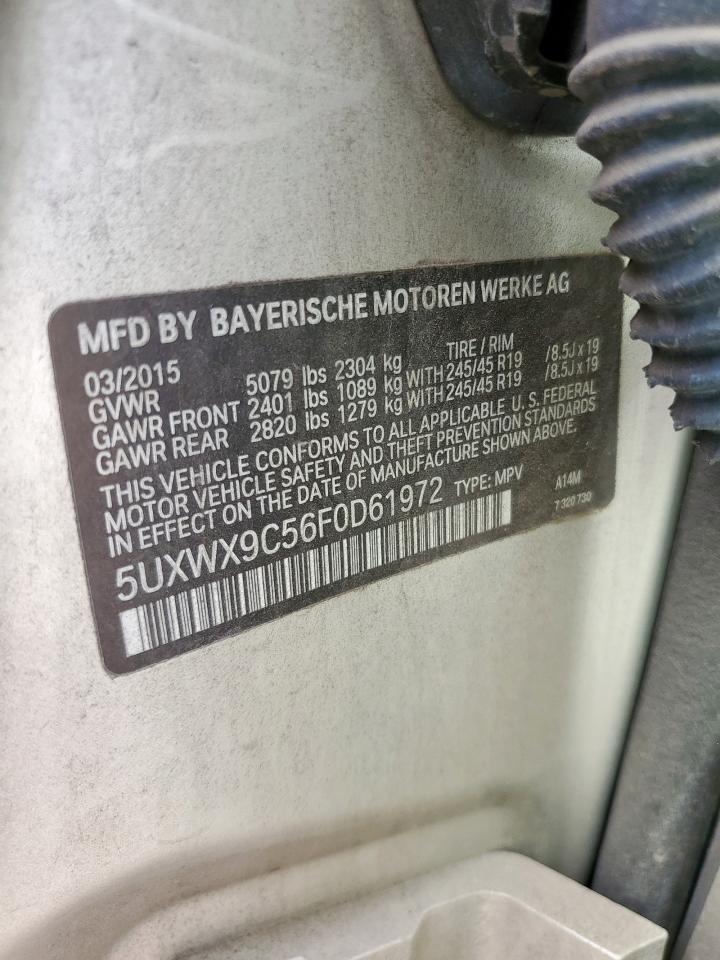 MFD BY BAYERISCHE MOTOREN WERKE AG
03/2015 TIRE / RIM
GVWR 5079 lbs 2304 kg
GAWR FRONT 2401 lbs 1089 kg WITH 245/45 R19 /8.5J x 19
GAWR REAR 2820 lbs 1279 kg WITH 245/45 R19 /8.5J x 19
THIS VEHICLE CONFORMS TO ALL APPLICABLE U.S. FEDERAL
MOTOR VEHICLE SAFETY AND THEFT PREVENTION STANDARDS
IN EFFECT ON THE DATE OF MANUFACTURE SHOWN ABOVE.
5UXWX9C56F0D61972 TYPE: MPV A14M
7 320 730